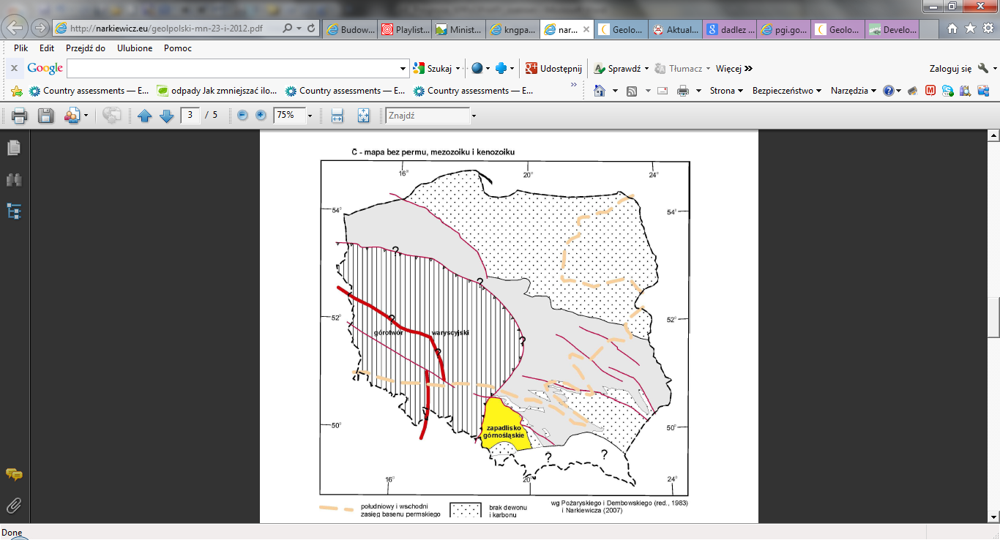 http://narkiewicz.eu/geolpolski-mn-23-i-2012.pdf
Budow...
Playlist...
Minist...
kngpa...
nar...
Geolo...
Aktual...
dadlez ...
pgi.go...
Geolo...
Develo...
Plik Edit Przejdź do Ulubione Pomoc
x Google Szukaj Udostępnij Sprawdź Tłumacz Więcej » Zaloguj się
Country assessments — E... odpady Jak zmniejszać ilo... Country assessments — E... Country assessments — E... » Strona Bezpieczeństwo Narzędzia
3 / 5 75% Znajdź
C - mapa bez permu, mezozoiku i kenozoiku
16° 20° 24°
54° 54°
?
?
52° ? 52°
górotwór waryscyjski
?
?
50° 50°
zapadlisko
górnośląskie
? ?
16° 20° 24°
południowy i wschodni
zasięg basenu permskiego
brak dewonu
i karbonu
wg Pożaryskiego i Dembowskiego (red., 1983)
i Narkiewicza (2007)
Done